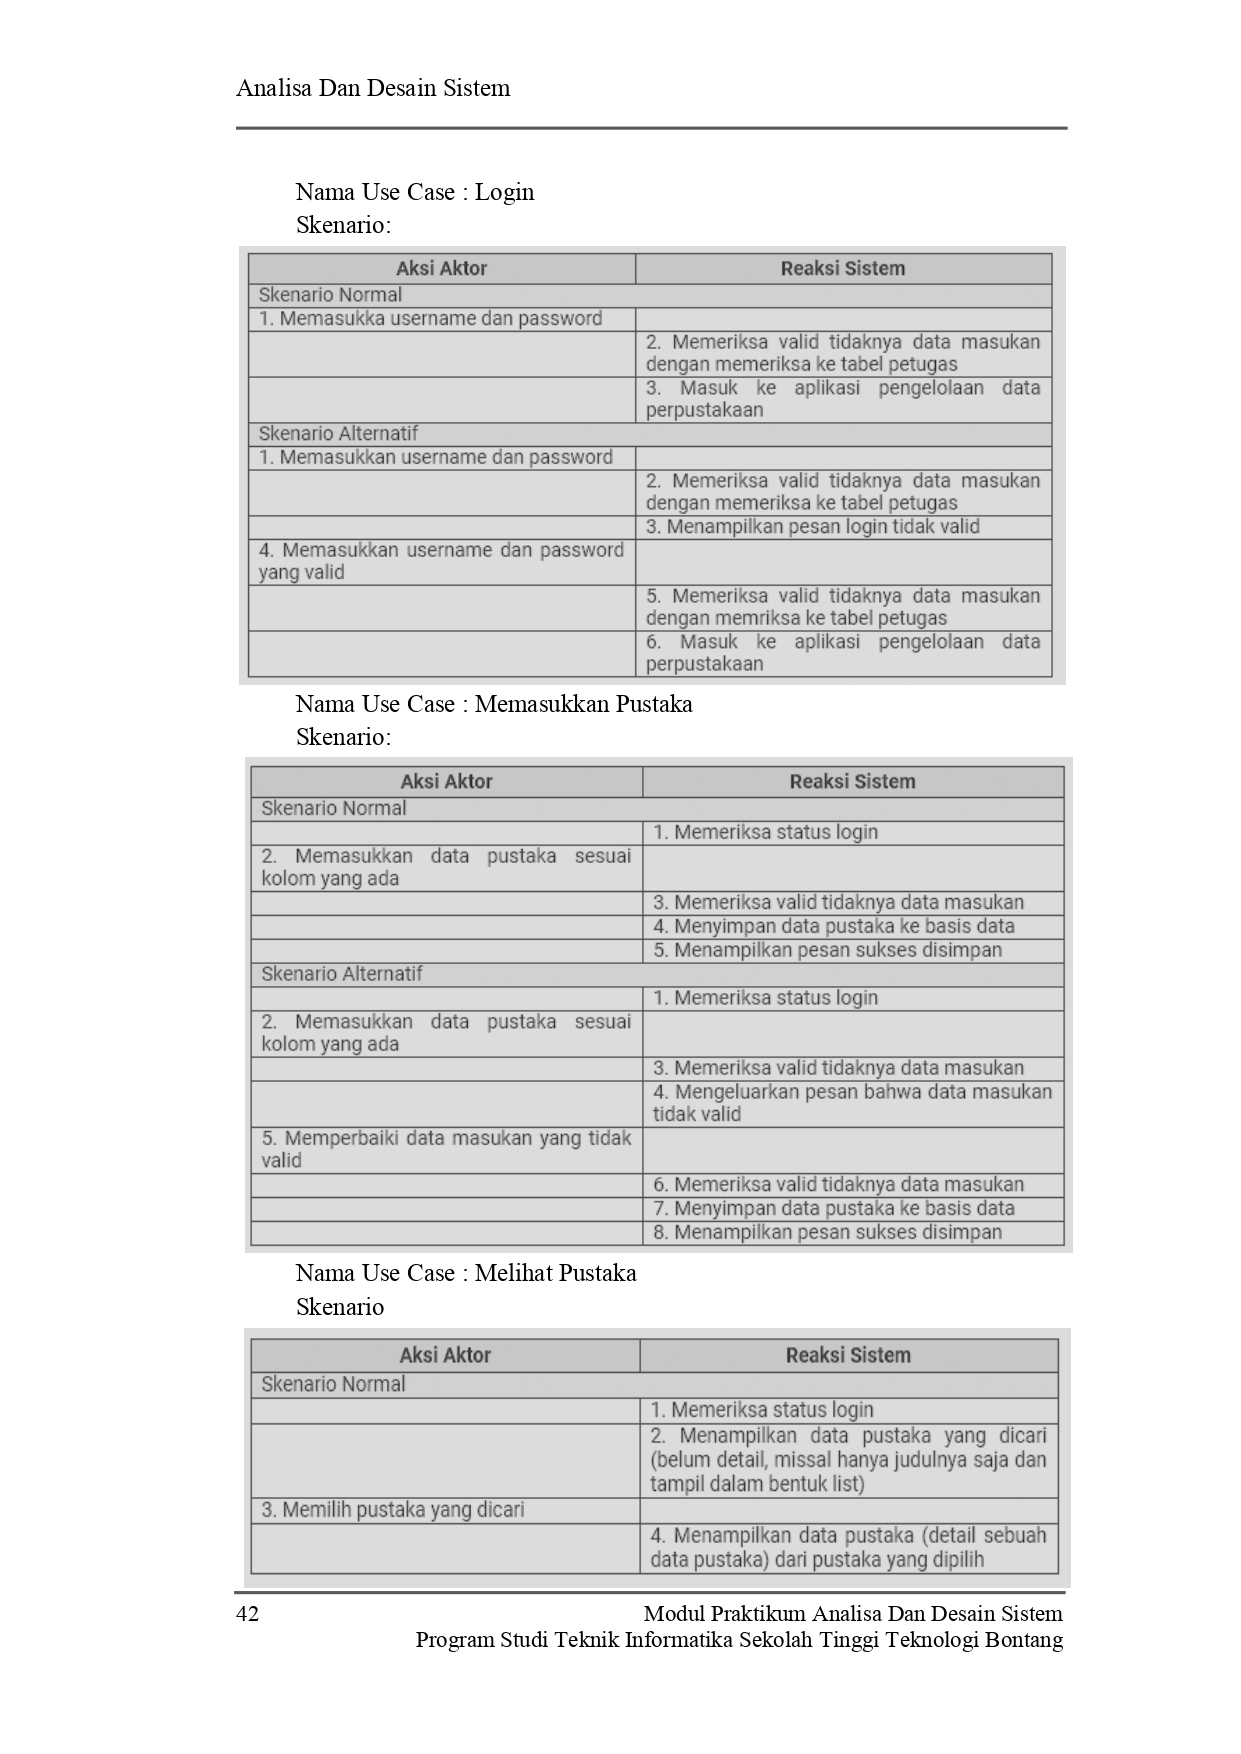 Analisa Dan Desain Sistem
Nama Use Case : Login
Skenario:
Aksi Aktor Reaksi Sistem
Skenario Normal
1. Memasukka username dan password
2. Memeriksa valid tidaknya data masukan
dengan memeriksa ke tabel petugas
3. Masuk ke aplikasi pengelolaan data
perpustakaan
Skenario Alternatif
1. Memasukkan username dan password
2. Memeriksa valid tidaknya data masukan
dengan memeriksa ke tabel petugas
3. Menampilkan pesan login tidak valid
4. Memasukkan username dan password
yang valid
5. Memeriksa valid tidaknya data masukan
dengan memriksa ke tabel petugas
6. Masuk ke aplikasi pengelolaan data
perpustakaan
Nama Use Case : Memasukkan Pustaka
Skenario:
Aksi Aktor Reaksi Sistem
Skenario Normal
1. Memeriksa status login
2. Memasukkan data pustaka sesuai
kolom yang ada
3. Memeriksa valid tidaknya data masukan
4. Menyimpan data pustaka ke basis data
5. Menampilkan pesan sukses disimpan
Skenario Alternatif
1. Memeriksa status login
2. Memasukkan data pustaka sesuai
kolom yang ada
3. Memeriksa valid tidaknya data masukan
4. Mengeluarkan pesan bahwa data masukan
tidak valid
5. Memperbaiki data masukan yang tidak
valid
6. Memeriksa valid tidaknya data masukan
7. Menyimpan data pustaka ke basis data
8. Menampilkan pesan sukses disimpan
Nama Use Case : Melihat Pustaka
Skenario
Aksi Aktor Reaksi Sistem
Skenario Normal
1. Memeriksa status login
2. Menampilkan data pustaka yang dicari
(belum detail, missal hanya judulnya saja dan
tampil dalam bentuk list)
3. Memilih pustaka yang dicari
4. Menampilkan data pustaka (detail sebuah
data pustaka) dari pustaka yang dipilih
42 Modul Praktikum Analisa Dan Desain Sistem
Program Studi Teknik Informatika Sekolah Tinggi Teknologi Bontang